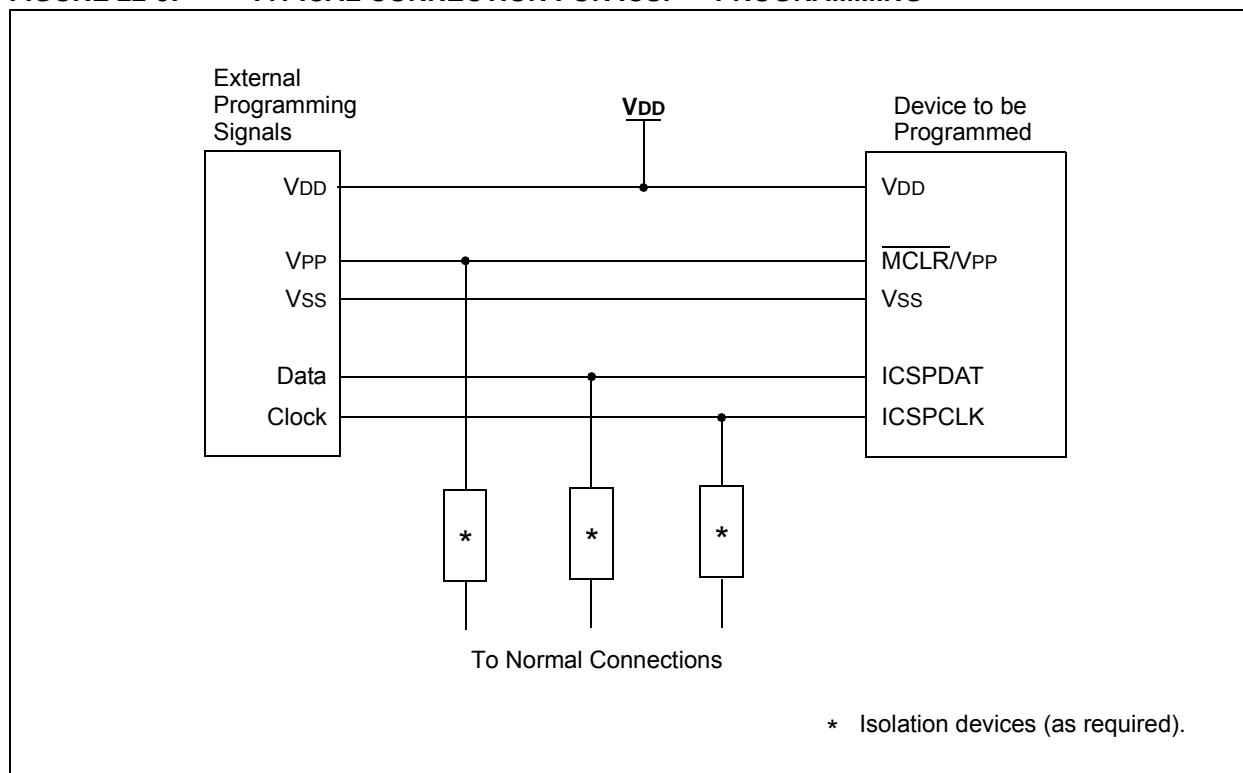 External
Programming
Signals
VDD
Device to be
Programmed
VDD
VDD
VPP
MCLR/VPP
VSS
VSS
Data
ICSPDAT
Clock
ICSPCLK
*
*
*
To Normal Connections
* Isolation devices (as required).